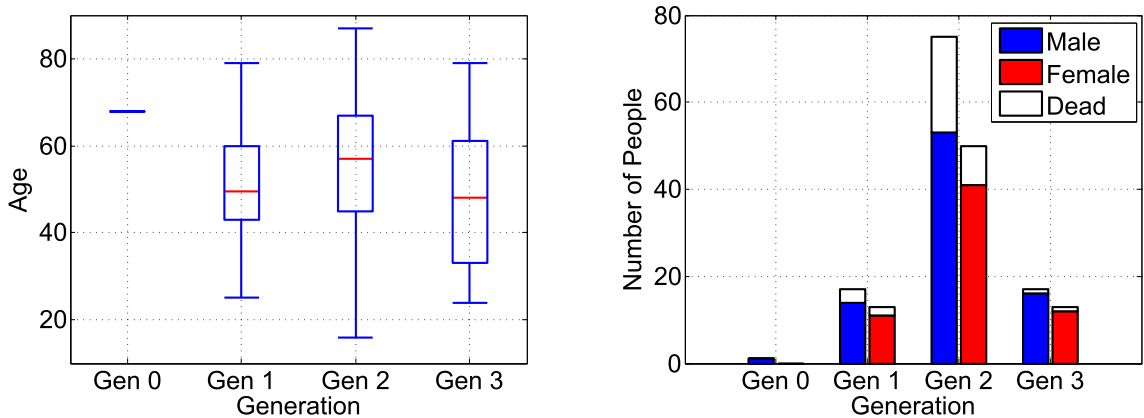 80
60
40
20
Age
Gen 0 Gen 1 Gen 2 Gen 3
Generation
80
60
40
20
0
Number of People
Male
Female
Dead
Gen 0 Gen 1 Gen 2 Gen 3
Generation